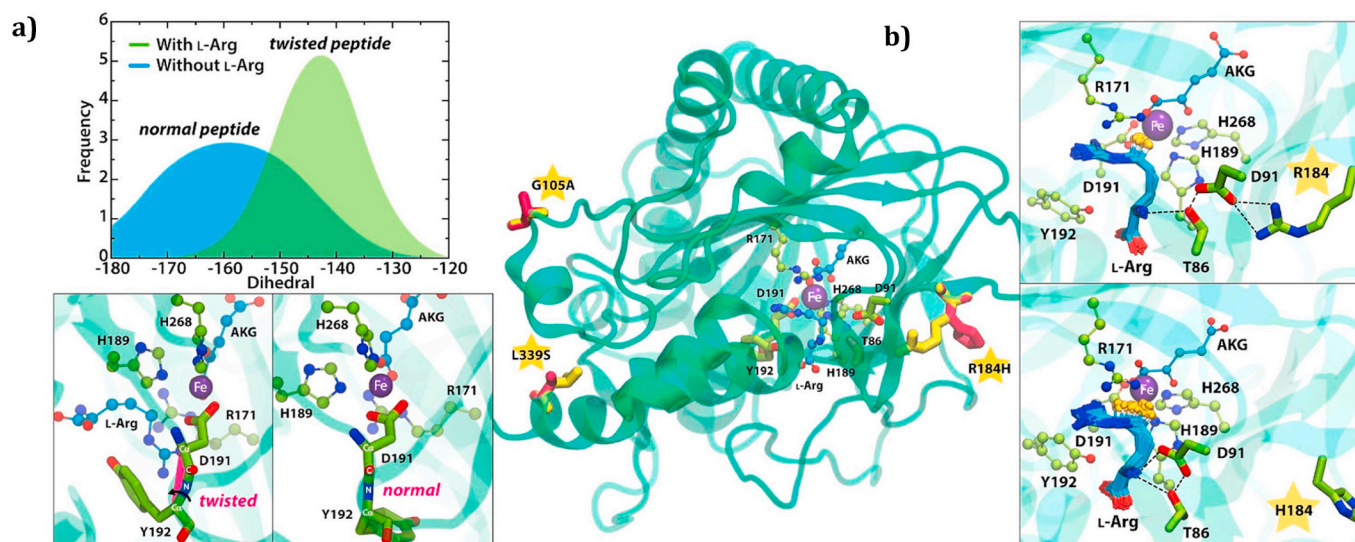 a)
6
5
4
3
2
1
0
Frequency
With L-Arg
Without L-Arg
twisted peptide
normal peptide
-180 -170 -160 -150 -140 -130 -120
Dihedral
H268
AKG
H189
Fe
L-Arg
R171
Cα
D191
C
N
twisted
Cα
Y192
H268
AKG
Fe
H189
R171
Cα
D191
C
N
normal
Cα
Y192
G105A
R171
AKG
Fe
D191
H268
D91
T86
Y192
L-Arg
H189
L339S
R184H
b)
R171
AKG
Fe
H268
H189
D191
D91
R184
Y192
L-Arg
T86
R171
AKG
Fe
H268
H189
D191
D91
Y192
L-Arg
T86
H184